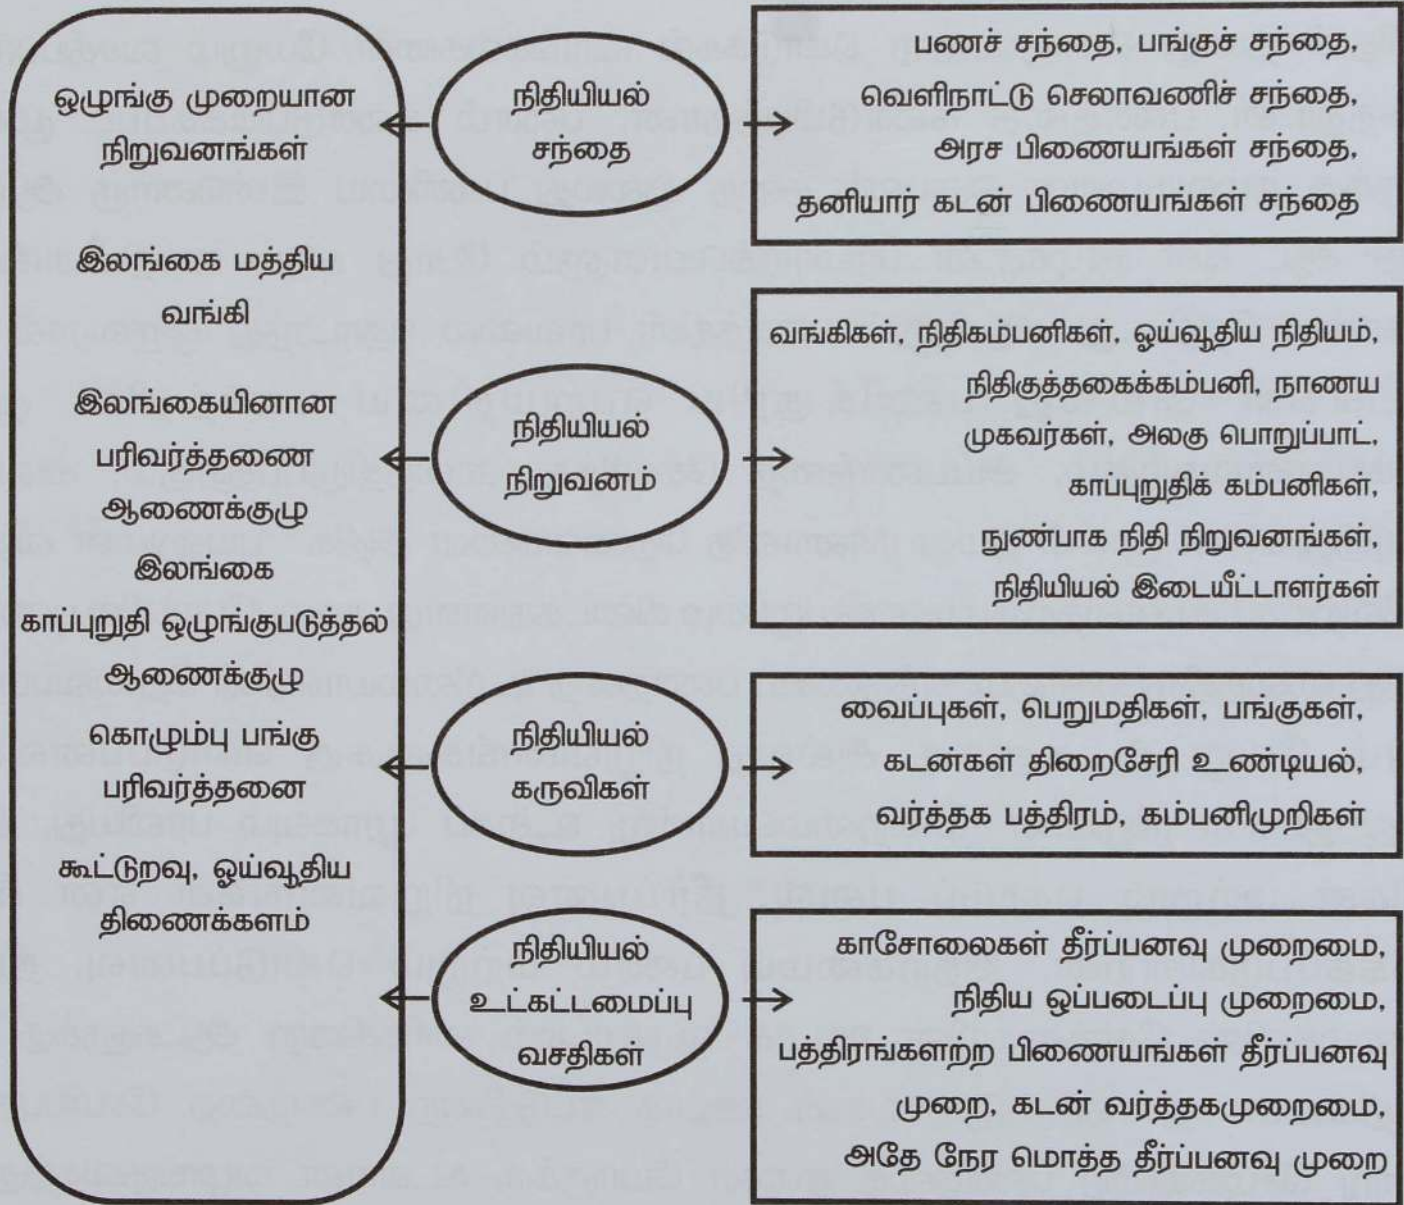 ஒழுங்கு முறையான
நிறுவனங்கள்
இலங்கை மத்திய
வங்கி
இலங்கையினான
பரிவர்த்தணை
ஆணைக்குழு
இலங்கை
காப்புறுதி ஒழுங்குபடுத்தல்
ஆணைக்குழு
கொழும்பு பங்கு
பரிவர்த்தனை
கூட்டுறவு, ஓய்வூதிய
திணைக்களம்
நிதியியல்
சந்தை
பணச் சந்தை, பங்குச் சந்தை,
வெளிநாட்டு செலாவணிச் சந்தை,
அரச பிணையங்கள் சந்தை,
தனியார் கடன் பிணையங்கள் சந்தை
நிதியியல்
நிறுவனம்
வங்கிகள், நிதிகம்பனிகள், ஓய்வூதிய நிதியம்,
நிதிகுத்தகைக்கம்பனி, நாணய
முகவர்கள், அலகு பொறுப்பாட்,
காப்புறுதிக் கம்பனிகள்,
நுண்பாக நிதி நிறுவனங்கள்,
நிதியியல் இடையீட்டாளர்கள்
நிதியியல்
கருவிகள்
வைப்புகள், பெறுமதிகள், பங்குகள்,
கடன்கள் திறைசேரி உண்டியல்,
வர்த்தக பத்திரம், கம்பனிமுறிகள்
நிதியியல்
உட்கட்டமைப்பு
வசதிகள்
காசோலைகள் தீர்ப்பனவு முறைமை,
நிதிய ஒப்படைப்பு முறைமை,
பத்திரங்களற்ற பிணையங்கள் தீர்ப்பனவு
முறை, கடன் வர்த்தகமுறைமை,
அதே நேர மொத்த தீர்ப்பனவு முறை